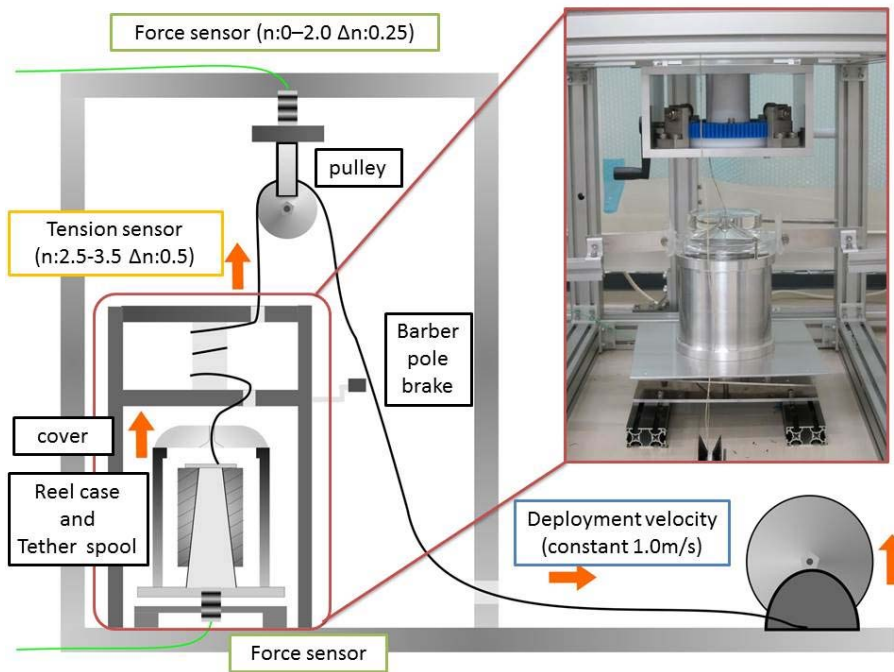 Force sensor (n:0–2.0 Δn:0.25)
pulley
Tension sensor
(n:2.5-3.5 Δn:0.5)
Barber
pole
brake
cover
Reel case
and
Tether spool
Deployment velocity
(constant 1.0m/s)
Force sensor